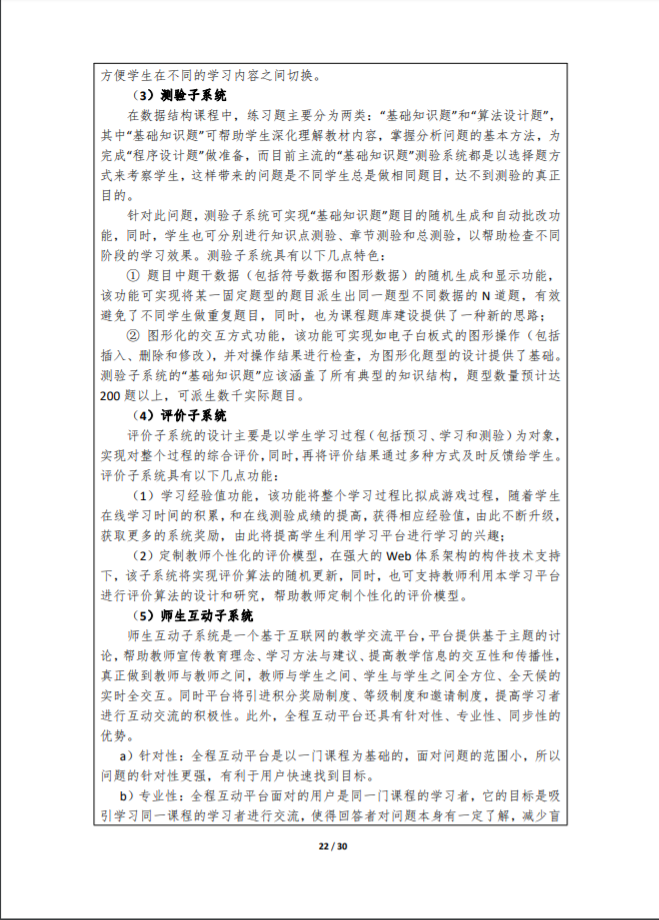 方便学生在不同的学习内容之间切换。
（3）测验子系统
在数据结构课程中，练习题主要分为两类：“基础知识题”和“算法设计题”，
其中“基础知识题”可帮助学生深化理解教材内容，掌握分析问题的基本方法，为
完成“程序设计题”做准备，而目前主流的“基础知识题”测验系统都是以选择题方
式来考察学生，这样带来的问题是不同学生总是做相同题目，达不到测验的真正
目的。
针对此问题，测验子系统可实现“基础知识题”题目的随机生成和自动批改功
能，同时，学生也可分别进行知识点测验、章节测验和总测验，以帮助检查不同
阶段的学习效果。测验子系统具有以下几点特色：
① 题目中题干数据（包括符号数据和图形数据）的随机生成和显示功能，
该功能可实现将某一固定题型的题目派生出同一题型不同数据的 N 道题，有效
避免了不同学生做重复题目，同时，也为课程题库建设提供了一种新的思路；
② 图形化的交互方式功能，该功能可实现如电子白板式的图形操作（包括
插入、删除和修改），并对操作结果进行检查，为图形化题型的设计提供了基础。
测验子系统的“基础知识题”应该涵盖了所有典型的知识结构，题型数量预计达
200 题以上，可派生数千实际题目。
（4）评价子系统
评价子系统的设计主要是以学生学习过程（包括预习、学习和测验）为对象，
实现对整个过程的综合评价，同时，再将评价结果通过多种方式及时反馈给学生。
评价子系统具有以下几点功能：
（1）学习经验值功能，该功能将整个学习过程比拟成游戏过程，随着学生
在线学习时间的积累，和在线测验成绩的提高，获得相应经验值，由此不断升级，
获取更多的系统奖励，由此将提高学生利用学习平台进行学习的兴趣；
（2）定制教师个性化的评价模型，在强大的 Web 体系架构的构件技术支持
下，该子系统将实现评价算法的随机更新，同时，也可支持教师利用本学习平台
进行评价算法的设计和研究，帮助教师定制个性化的评价模型。
（5）师生互动子系统
师生互动子系统是一个基于互联网的教学交流平台，平台提供基于主题的讨
论，帮助教师宣传教育理念、学习方法与建议、提高教学信息的交互性和传播性，
真正做到教师与教师之间，教师与学生之间、学生与学生之间全方位、全天候的
实时全交互。同时平台将引进积分奖励制度、等级制度和邀请制度，提高学习者
进行互动交流的积极性。此外，全程互动平台还具有针对性、专业性、同步性的
优势。
a）针对性：全程互动平台是以一门课程为基础的，面对问题的范围小，所以
问题的针对性更强，有利于用户快速找到目标。
b）专业性：全程互动平台面对的用户是同一门课程的学习者，它的目标是吸
引学习同一课程的学习者进行交流，使得回答者对问题本身有一定了解，减少盲
22 / 30